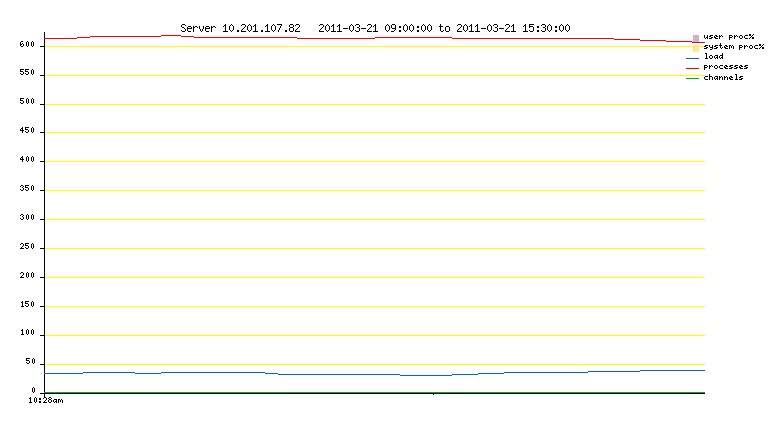 Server 10.201.107.82 2011-03-21 09:00:00 to 2011-03-21 15:30:00
user proc%
system proc%
load
processes
channels
600
550
500
450
400
350
300
250
200
150
100
50
0
10:28am